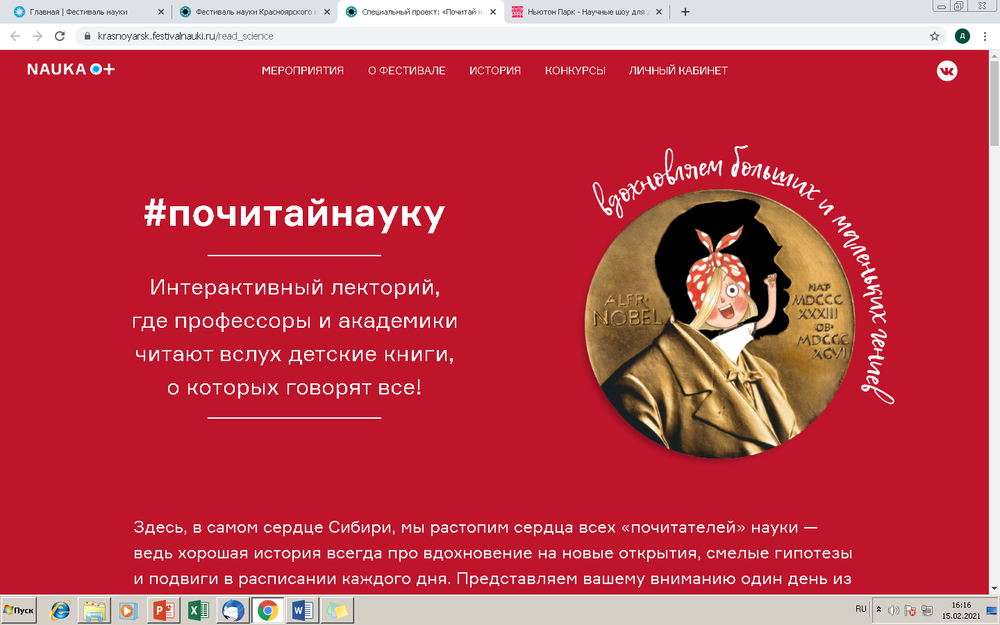 Главная | Фестиваль науки
Фестиваль науки Красноярского к
Специальный проект: «Почитай н
Ньютон Парк - Научные шоу для д
krasnoyarsk.festivalnauki.ru/read_science
Д
NAUKA 0+
МЕРОПРИЯТИЯ
О ФЕСТИВАЛЕ
ИСТОРИЯ
КОНКУРСЫ
ЛИЧНЫЙ КАБИНЕТ
#почитайнауку
Интерактивный лекторий,
где профессоры и академики
читают вслух детские книги,
о которых говорят все!
вдохновляем больших и маленьких гениев
ALFR·
NOBEL
NAT·
MDCCC
XXXIII
OB·
MDCCC
XCVI
Здесь, в самом сердце Сибири, мы растопим сердца всех «почитателей» науки —
ведь хорошая история всегда про вдохновение на новые открытия, смелые гипотезы
и подвиги в расписании каждого дня. Представляем вашему вниманию один день из
Пуск
RU
16:16
15.02.2021